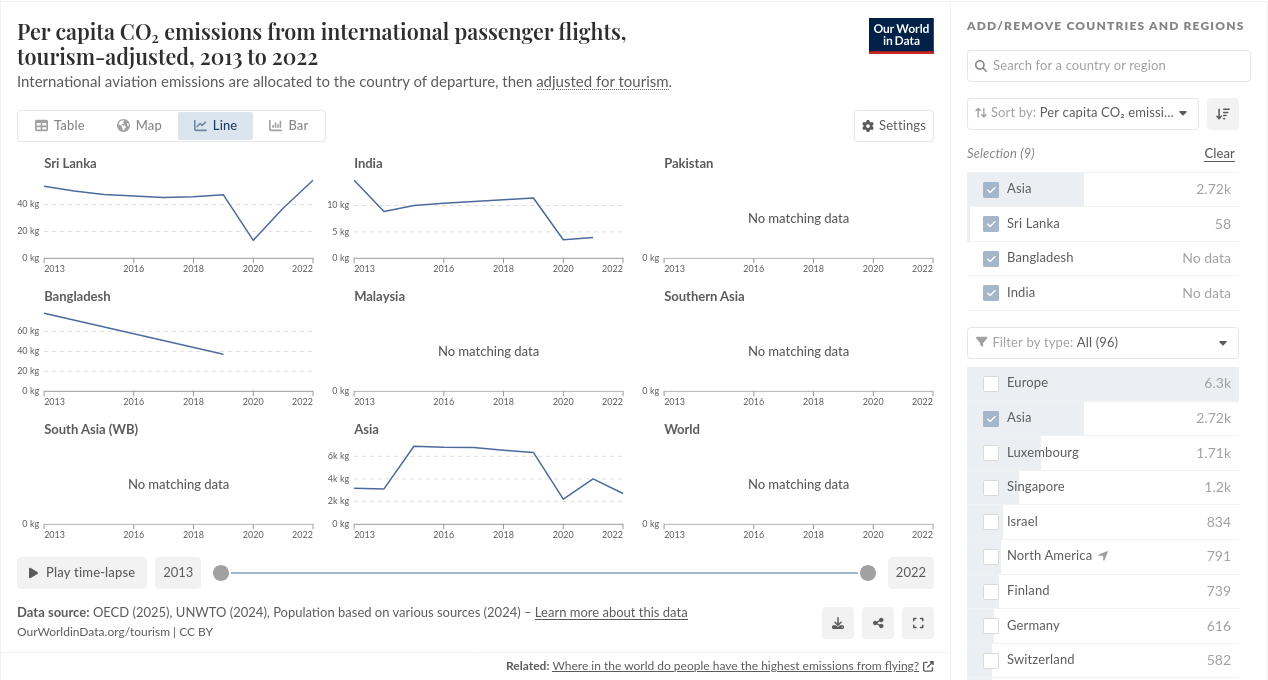 Per capita CO₂ emissions from international passenger flights,
tourism-adjusted, 2013 to 2022
International aviation emissions are allocated to the country of departure, then adjusted for tourism.
Our World
in Data
Table
Map
Line
Bar
Settings
Sri Lanka
40 kg
20 kg
0 kg
2013 2016 2018 2020 2022
India
10 kg
5 kg
0 kg
2013 2016 2018 2020 2022
Pakistan
No matching data
0 kg
2013 2016 2018 2020 2022
Bangladesh
60 kg
40 kg
20 kg
0 kg
2013 2016 2018 2020 2022
Malaysia
No matching data
0 kg
2013 2016 2018 2020 2022
Southern Asia
No matching data
0 kg
2013 2016 2018 2020 2022
South Asia (WB)
No matching data
0 kg
2013 2016 2018 2020 2022
Asia
6k kg
4k kg
2k kg
0 kg
2013 2016 2018 2020 2022
World
No matching data
0 kg
2013 2016 2018 2020 2022
Play time-lapse
2013
2022
Data source: OECD (2025), UNWTO (2024), Population based on various sources (2024) – Learn more about this data
OurWorldinData.org/tourism | CC BY
Related: Where in the world do people have the highest emissions from flying?
ADD/REMOVE COUNTRIES AND REGIONS
Search for a country or region
Sort by: Per capita CO₂ emissi...
Selection (9)
Clear
Asia 2.72k
Sri Lanka 58
Bangladesh No data
India No data
Filter by type: All (96)
Europe 6.3k
Asia 2.72k
Luxembourg 1.71k
Singapore 1.2k
Israel 834
North America 791
Finland 739
Germany 616
Switzerland 582